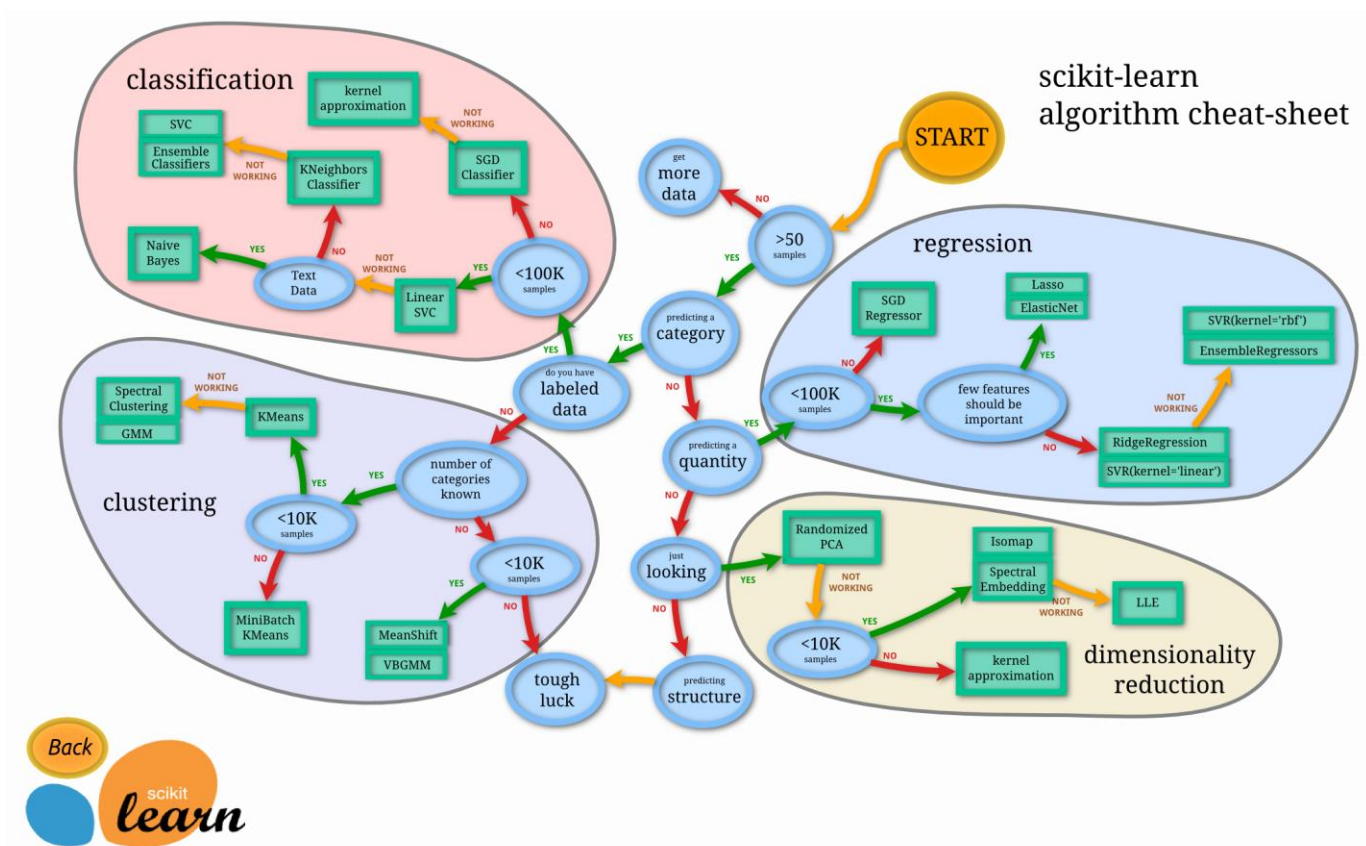 scikit-learn
algorithm cheat-sheet
START
get
more
data
NO
>50
samples
YES
predicting a
category
YES
NO
do you have
labeled
data
YES
NO
predicting a
quantity
YES
NO
just
looking
YES
NO
predicting
structure
tough
luck
classification
kernel
approximation
NOT
WORKING
SGD
Classifier
NO
<100K
samples
YES
Linear
SVC
NOT
WORKING
Text
Data
YES
Naive
Bayes
NO
KNeighbors
Classifier
NOT
WORKING
SVC
Ensemble
Classifiers
regression
SGD
Regressor
NO
<100K
samples
YES
few features
should be
important
YES
Lasso
ElasticNet
NO
RidgeRegression
SVR(kernel='linear')
NOT
WORKING
SVR(kernel='rbf')
EnsembleRegressors
clustering
number of
categories
known
YES
<10K
samples
YES
KMeans
NOT
WORKING
Spectral
Clustering
GMM
NO
MiniBatch
KMeans
NO
<10K
samples
YES
MeanShift
VBGMM
NO
dimensionality
reduction
Randomized
PCA
NOT
WORKING
<10K
samples
YES
Isomap
Spectral
Embedding
NOT
WORKING
LLE
NO
kernel
approximation
Back
scikit
learn